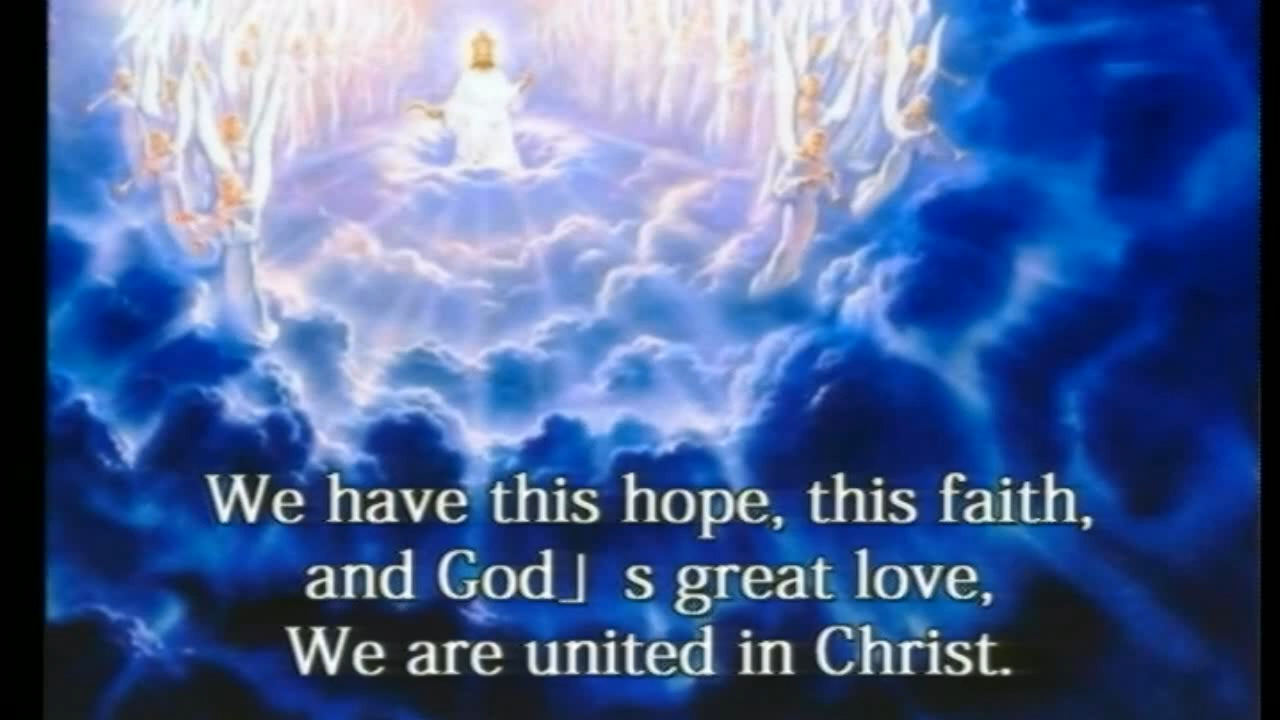 We have this hope, this faith,
and God」 s great love,
We are united in Christ.